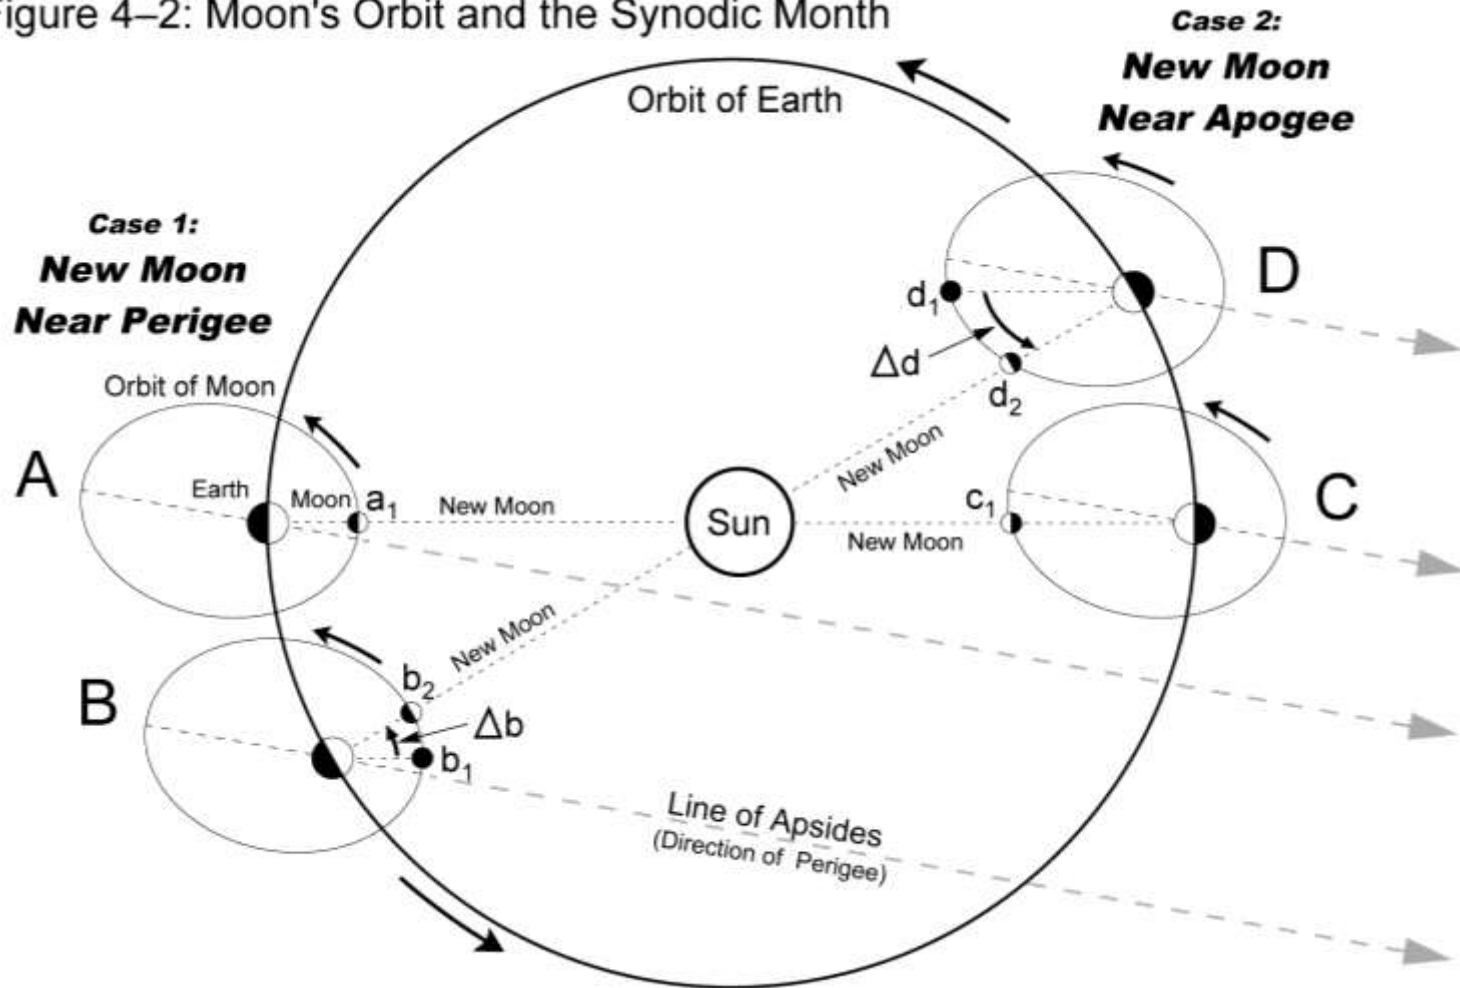 igure 4–2: Moon's Orbit and the Synodic Month
Case 2:
New Moon
Near Apogee
Orbit of Earth
Case 1:
New Moon
Near Perigee
D
d1
Δd
d2
Orbit of Moon
A
Earth
Moon
a1
New Moon
Sun
New Moon
c1
New Moon
C
New Moon
B
b2
Δb
b1
Line of Apsides
(Direction of Perigee)